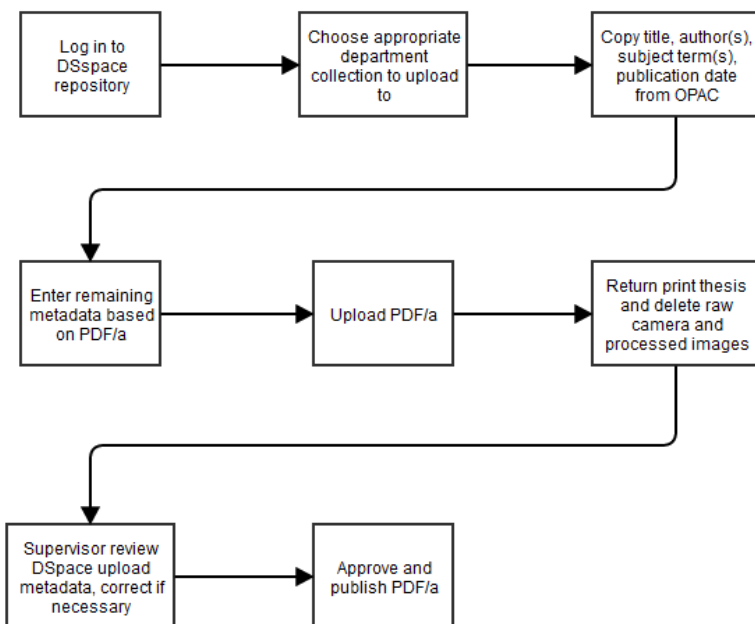 Log in to
DSspace
repository
Choose appropriate
department
collection to upload
to
Copy title, author(s),
subject term(s),
publication date
from OPAC
Enter remaining
metadata based
on PDF/a
Upload PDF/a
Return print thesis
and delete raw
camera and
processed images
Supervisor review
DSpace upload
metadata, correct if
necessary
Approve and
publish PDF/a